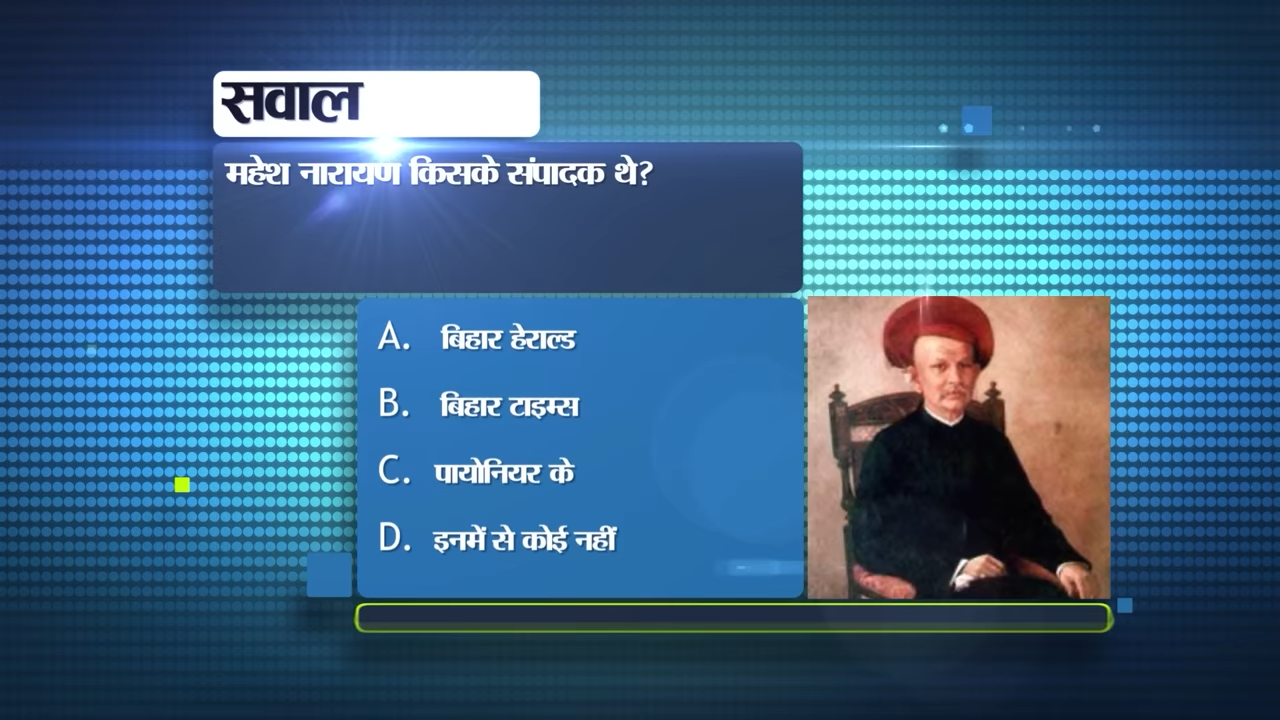 सवाल
महेश नारायण किसके संपादक थे?
A. बिहार हेराल्ड
B. बिहार टाइम्स
C. पायोनियर के
D. इनमें से कोई नहीं